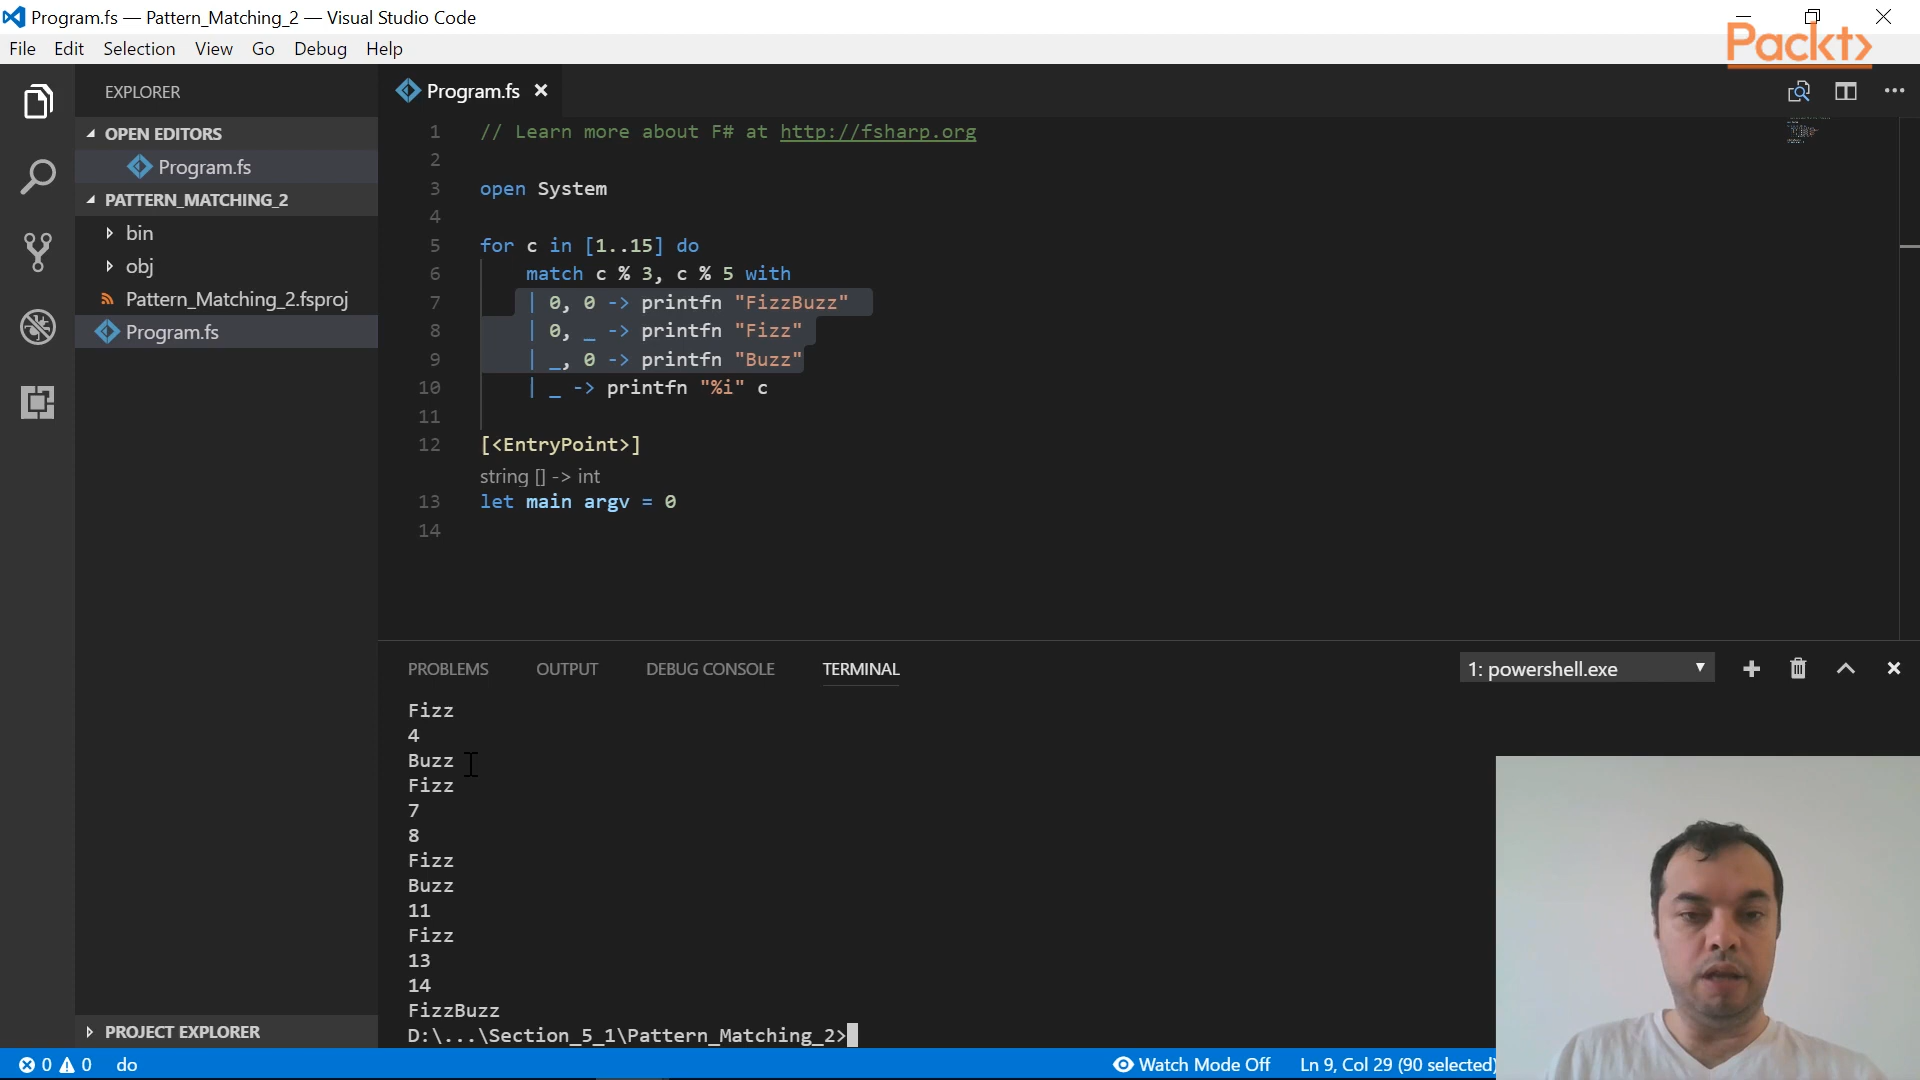 Program.fs — Pattern_Matching_2 — Visual Studio Code
Packt>
File Edit Selection View Go Debug Help
EXPLORER
OPEN EDITORS
Program.fs
PATTERN_MATCHING_2
bin
obj
Pattern_Matching_2.fsproj
Program.fs
PROJECT EXPLORER
Program.fs
1 // Learn more about F# at http://fsharp.org
2
3 open System
4
5 for c in [1..15] do
6 match c % 3, c % 5 with
7 | 0, 0 -> printfn "FizzBuzz"
8 | 0, _ -> printfn "Fizz"
9 | _, 0 -> printfn "Buzz"
10 | _ -> printfn "%i" c
11
12 [<EntryPoint>]
string [] -> int
13 let main argv = 0
14
PROBLEMS OUTPUT DEBUG CONSOLE TERMINAL 1: powershell.exe
Fizz
4
Buzz
Fizz
7
8
Fizz
Buzz
11
Fizz
13
14
FizzBuzz
D:\...\Section_5_1\Pattern_Matching_2>
0 0 do Watch Mode Off Ln 9, Col 29 (90 selected)